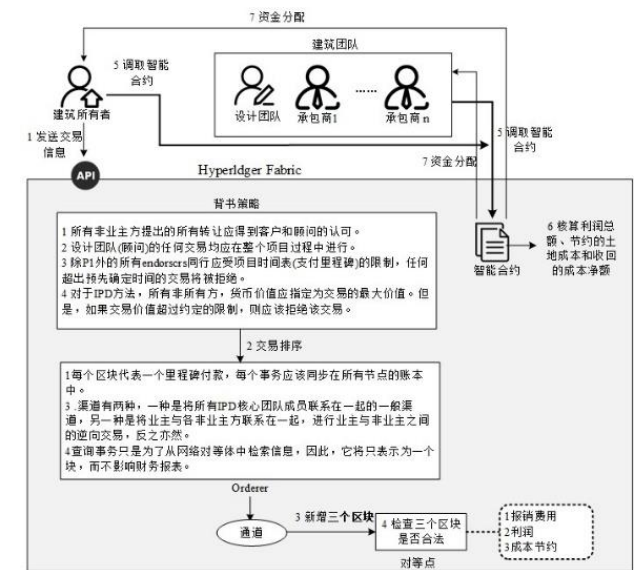 7 资金分配
建筑团队
5 调取智能
合约
建筑所有者
设计团队
承包商1
……
承包商 n
1 发送交易
信息
5 调取智能
合约
7 资金分配
API
Hyperldger Fabric
背书策略
1 所有非业主方提出的所有转让应得到客户和顾问的认可。
2 设计团队(顾问)的任何交易均应在整个项目过程中进行。
3 除P1外的所有endorscrs同行应受项目时间表(支付里程碑)的限制，任何
超出预先确定时间的交易将被拒绝。
4 对于IPD方法，所有非所有方，货币价值应指定为交易的最大价值。但
是，如果交易价值超过约定的限制，则应该拒绝该交易。
智能合约
6 核算利润总
额、节约的土
地成本和收回
的成本净额
2 交易排序
1每个区块代表一个里程碑付款，每个事务应该同步在所有节点的账本
中。
3 .渠道有两种，一种是将所有IPD核心团队成员联系在一起的一般渠
道，另一种是将业主与各非业主方联系在一起，进行业主与非业主之间
的逆向交易，反之亦然。
4查询事务只是为了从网络对等体中检索信息，因此，它将只表示为一个
块，而不影响财务报表。
Orderer
通道
3 新增三个区块
4 检查三个区块
是否合法
对等点
1报销费用
2利润
3成本节约